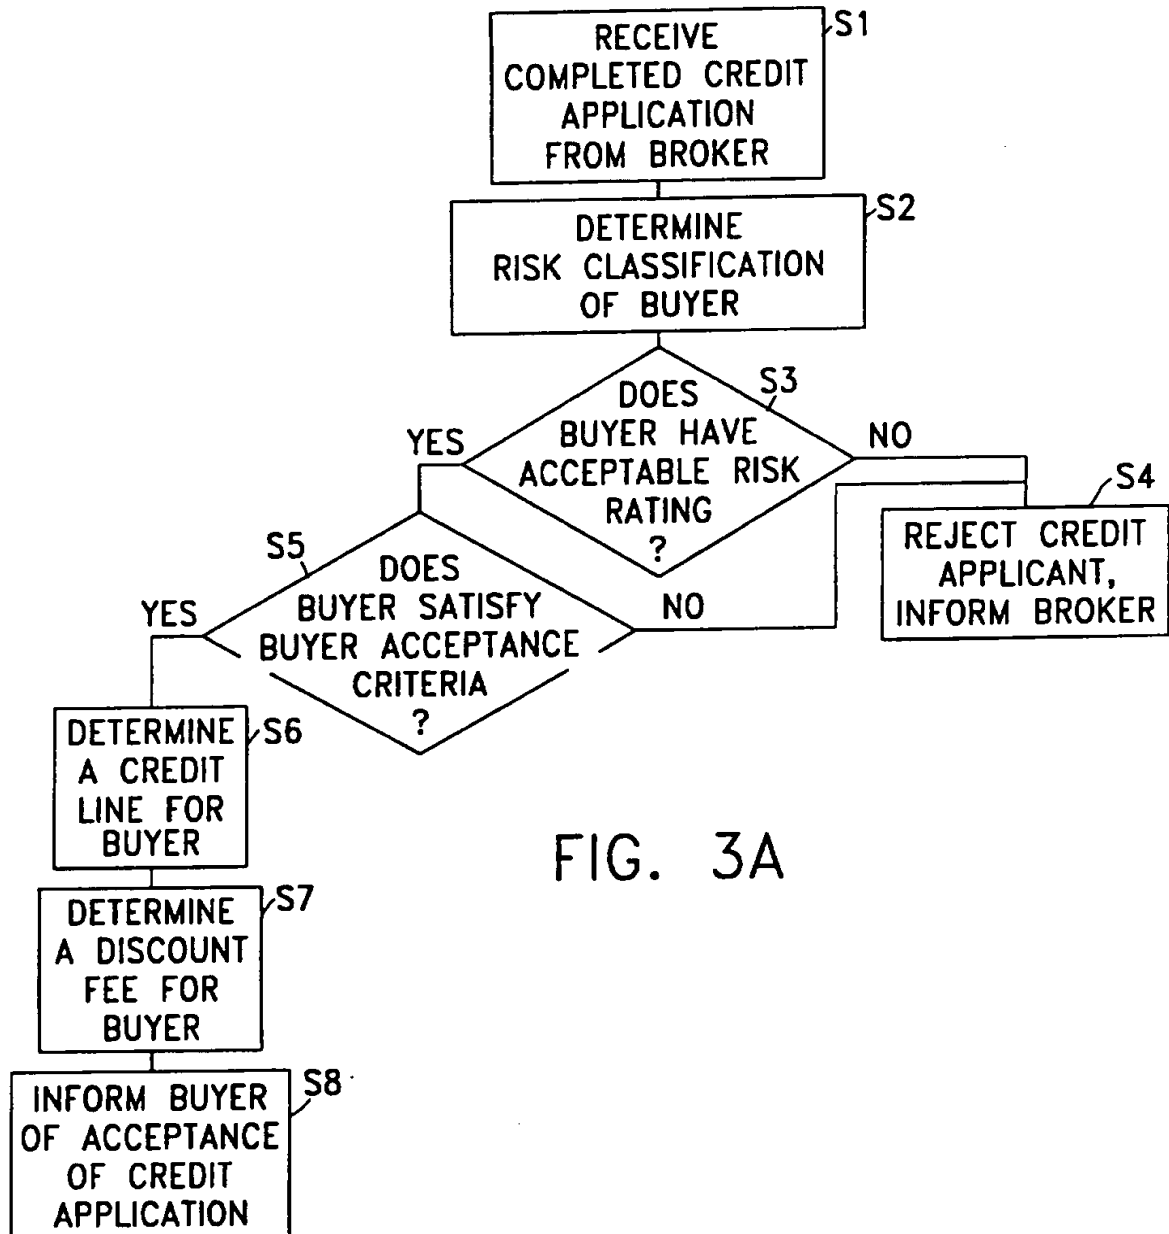 RECEIVE
COMPLETED CREDIT
APPLICATION
FROM BROKER
S1
DETERMINE
RISK CLASSIFICATION
OF BUYER
S2
DOES
BUYER HAVE
ACCEPTABLE RISK
RATING
?
S3
YES
NO
S4
REJECT CREDIT
APPLICANT,
INFORM BROKER
S5
DOES
BUYER SATISFY
BUYER ACCEPTANCE
CRITERIA
?
YES
NO
DETERMINE
A CREDIT
LINE FOR
BUYER
S6
DETERMINE
A DISCOUNT
FEE FOR
BUYER
S7
INFORM BUYER
OF ACCEPTANCE
OF CREDIT
APPLICATION
S8
FIG. 3A